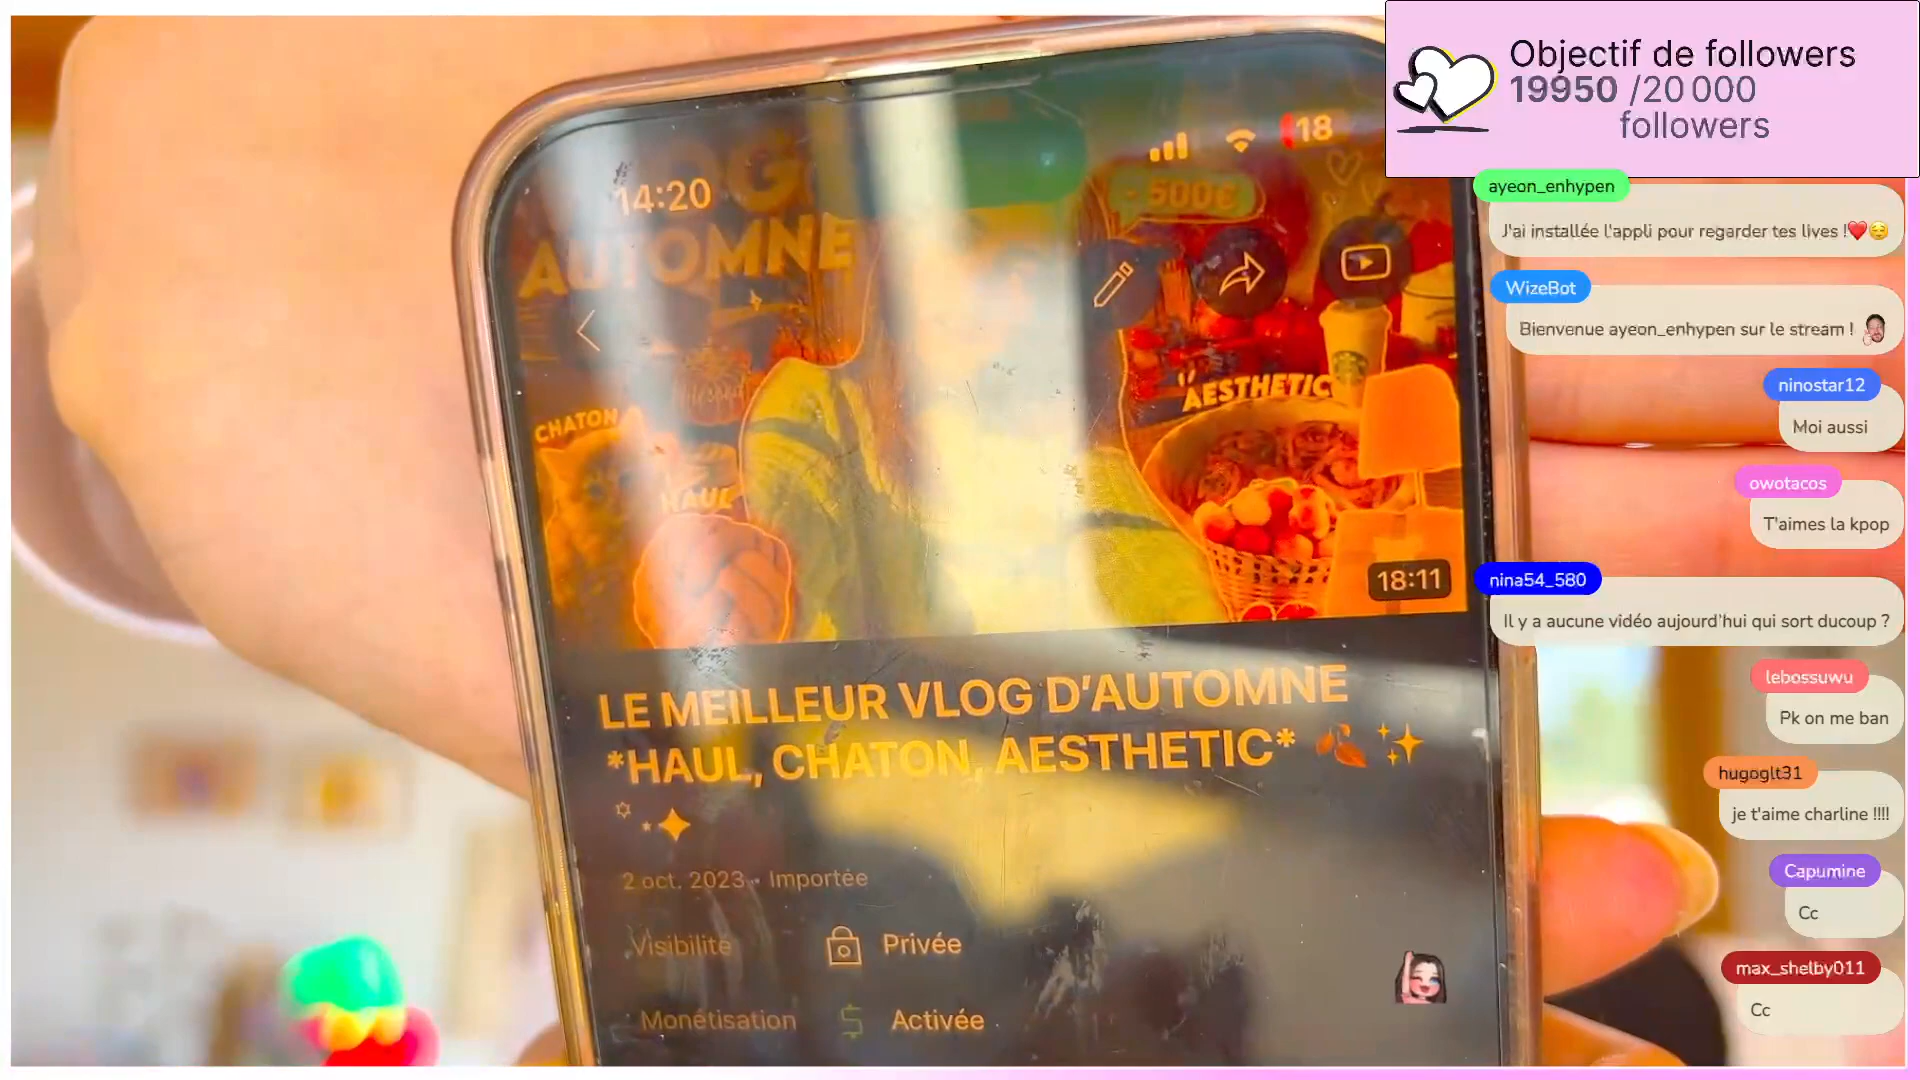 Objectif de followers
19950 /20 000
followers
14:20
18
- 500€
AUTOMNE
CHATON
HAUL
AESTHETIC
18:11
LE MEILLEUR VLOG D'AUTOMNE
*HAUL, CHATON, AESTHETIC* 🍂 ✨
2 oct. 2023 · Importée
Visibilité
Privée
Monétisation
Activée
ayeon_enhypen
J'ai installée l'appli pour regarder tes lives !❤️😌
WizeBot
Bienvenue ayeon_enhypen sur le stream !
ninostar12
Moi aussi
owotacos
T'aimes la kpop
nina54_580
Il y a aucune vidéo aujourd'hui qui sort ducoup ?
lebossuwu
Pk on me ban
hugoglt31
je t'aime charline !!!!
Capumine
Cc
max_shelby011
Cc